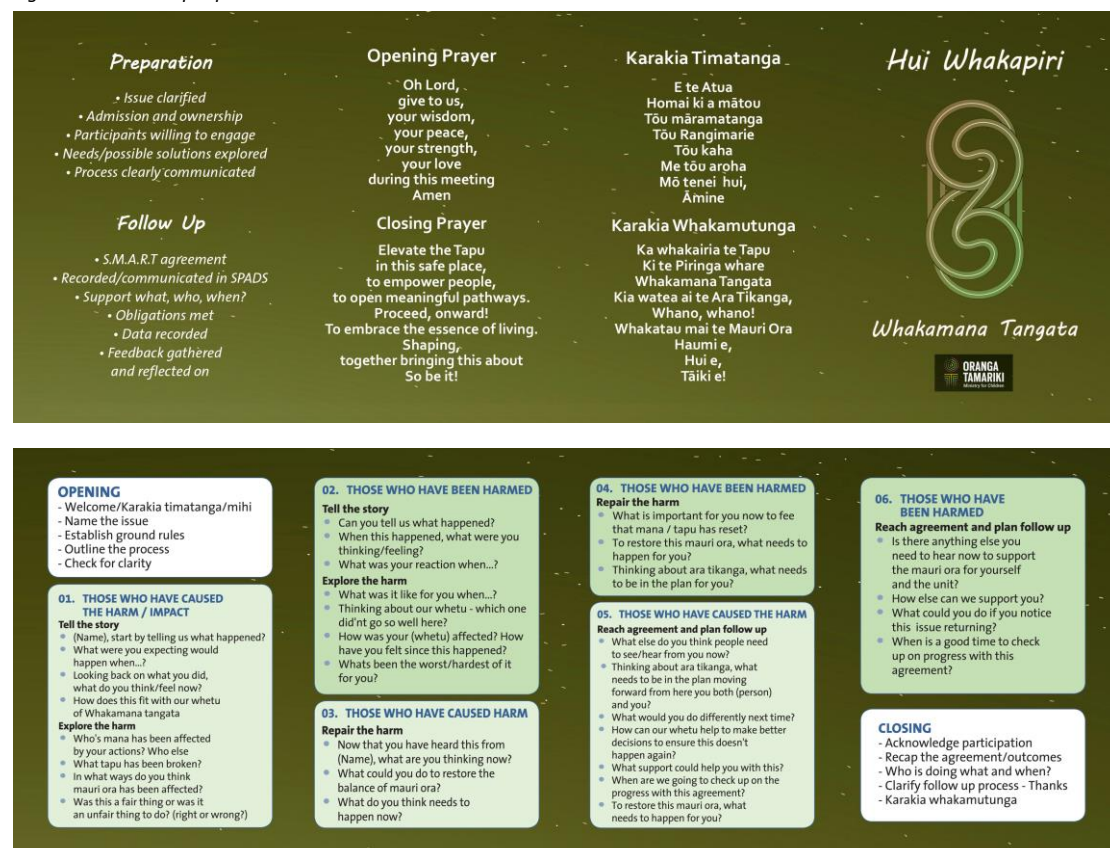 Preparation
• Issue clarified
• Admission and ownership
• Participants willing to engage
• Needs/possible solutions explored
• Process clearly communicated
Follow Up
• S.M.A.R.T agreement
• Recorded/communicated in SPADS
• Support what, who, when?
• Obligations met
• Data recorded
• Feedback gathered
and reflected on
Opening Prayer
Oh Lord,
give to us,
your wisdom,
your peace,
your strength,
your love
during this meeting
Amen
Closing Prayer
Elevate the Tapu
in this safe place,
to empower people,
to open meaningful pathways.
Proceed, onward!
To embrace the essence of living.
Shaping,
together bringing this about
So be it!
Karakia Timatanga
E te Atua
Homai ki a mātou
Tōu māramatanga
Tōu Rangimarie
Tōu kaha
Me tōu aroha
Mō tenei hui,
Āmine
Karakia Whakamutunga
Ka whakairia te Tapu
Ki te Piringa whare
Whakamana Tangata
Kia watea ai te Ara Tikanga,
Whano, whano!
Whakatau mai te Mauri Ora
Haumi e,
Hui e,
Tāiki e!
Hui Whakapiri
Whakamana Tangata
ORANGA
TAMARIKI
Ministry for Children
OPENING
- Welcome/Karakia timatanga/mihi
- Name the issue
- Establish ground rules
- Outline the process
- Check for clarity
01. THOSE WHO HAVE CAUSED
THE HARM / IMPACT
Tell the story
• (Name), start by telling us what happened?
• What were you expecting would
happen when...?
• Looking back on what you did,
what do you think/feel now?
• How does this fit with our whetu
of Whakamana tangata
Explore the harm
• Who's mana has been affected
by your actions? Who else
• What tapu has been broken?
• In what ways do you think
mauri ora has been affected?
• Was this a fair thing or was it
an unfair thing to do? (right or wrong?)
02. THOSE WHO HAVE BEEN HARMED
Tell the story
• Can you tell us what happened?
• When this happened, what were you
thinking/feeling?
• What was your reaction when...?
Explore the harm
• What was it like for you when...?
• Thinking about our whetu - which one
did'nt go so well here?
• How was your (whetu) affected? How
have you felt since this happened?
• Whats been the worst/hardest of it
for you?
03. THOSE WHO HAVE CAUSED HARM
Repair the harm
• Now that you have heard this from
(Name), what are you thinking now?
• What could you do to restore the
balance of mauri ora?
• What do you think needs to
happen now?
04. THOSE WHO HAVE BEEN HARMED
Repair the harm
• What is important for you now to fee
that mana / tapu has reset?
• To restore this mauri ora, what needs to
happen for you?
• Thinking about ara tikanga, what needs
to be in the plan for you?
05. THOSE WHO HAVE CAUSED THE HARM
Reach agreement and plan follow up
• What else do you think people need
to see/hear from you now?
• Thinking about ara tikanga, what
needs to be in the plan moving
forward from here you both (person)
and you?
• What would you do differently next time?
• How can our whetu help to make better
decisions to ensure this doesn't
happen again?
• What support could help you with this?
• When are we going to check up on the
progress with this agreement?
• To restore this mauri ora, what
needs to happen for you?
06. THOSE WHO HAVE
BEEN HARMED
Reach agreement and plan follow up
• Is there anything else you
need to hear now to support
the mauri ora for yourself
and the unit?
• How else can we support you?
• What could you do if you notice
this issue returning?
• When is a good time to check
up on progress with this
agreement?
CLOSING
- Acknowledge participation
- Recap the agreement/outcomes
- Who is doing what and when?
- Clarify follow up process - Thanks
- Karakia whakamutunga